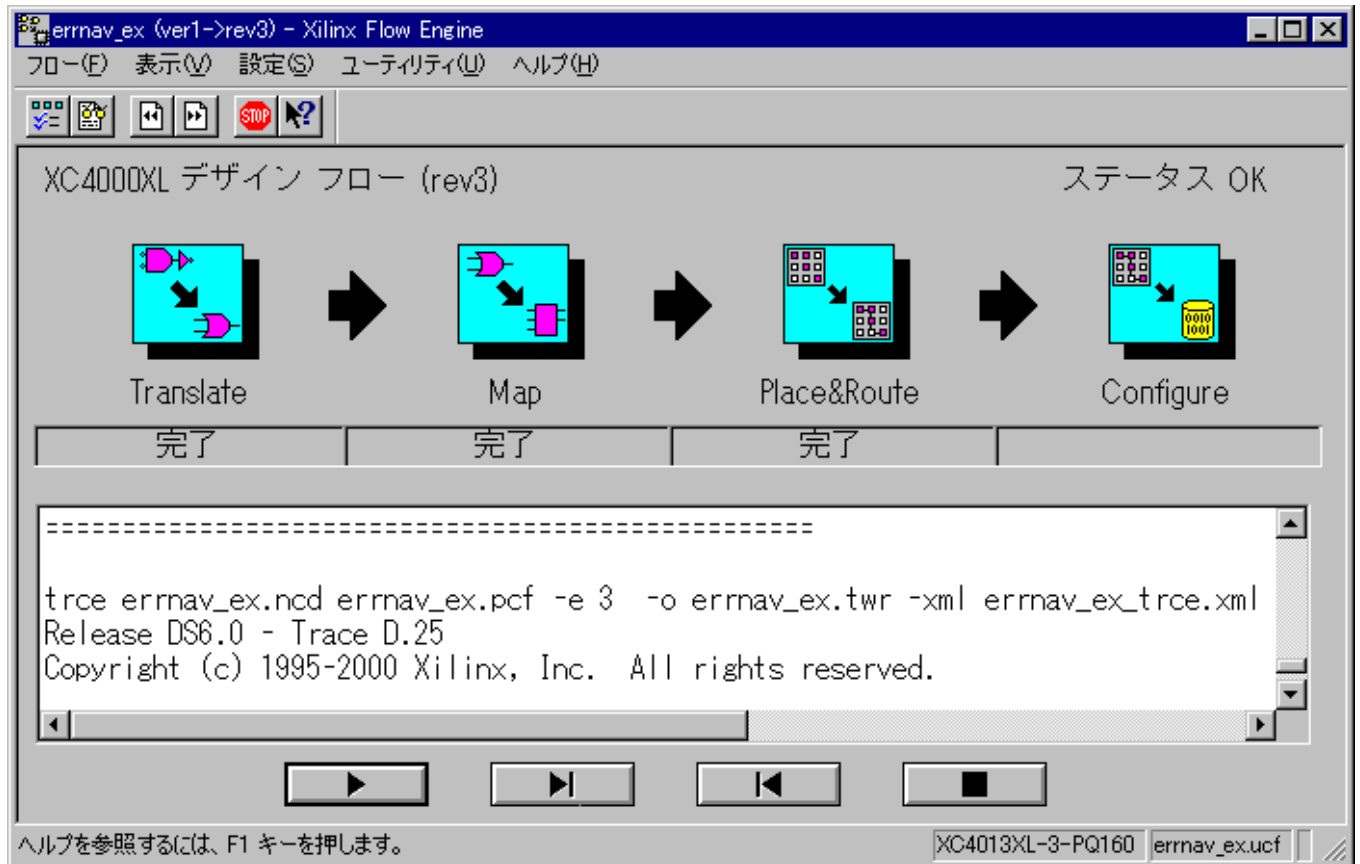 errnav_ex (ver1->rev3) - Xilinx Flow Engine
フロー(F) 表示(V) 設定(S) ユーティリティ(U) ヘルプ(H)
STOP ?
XC4000XL デザイン フロー (rev3) ステータス OK
0010
1001
Translate Map Place&Route Configure
完了 完了 完了
==================================================
trce errnav_ex.ncd errnav_ex.pcf -e 3  -o errnav_ex.twr -xml errnav_ex_trce.xml
Release DS6.0 - Trace D.25
Copyright (c) 1995-2000 Xilinx, Inc.  All rights reserved.
ヘルプを参照するには、F1 キーを押します。 XC4013XL-3-PQ160 errnav_ex.ucf